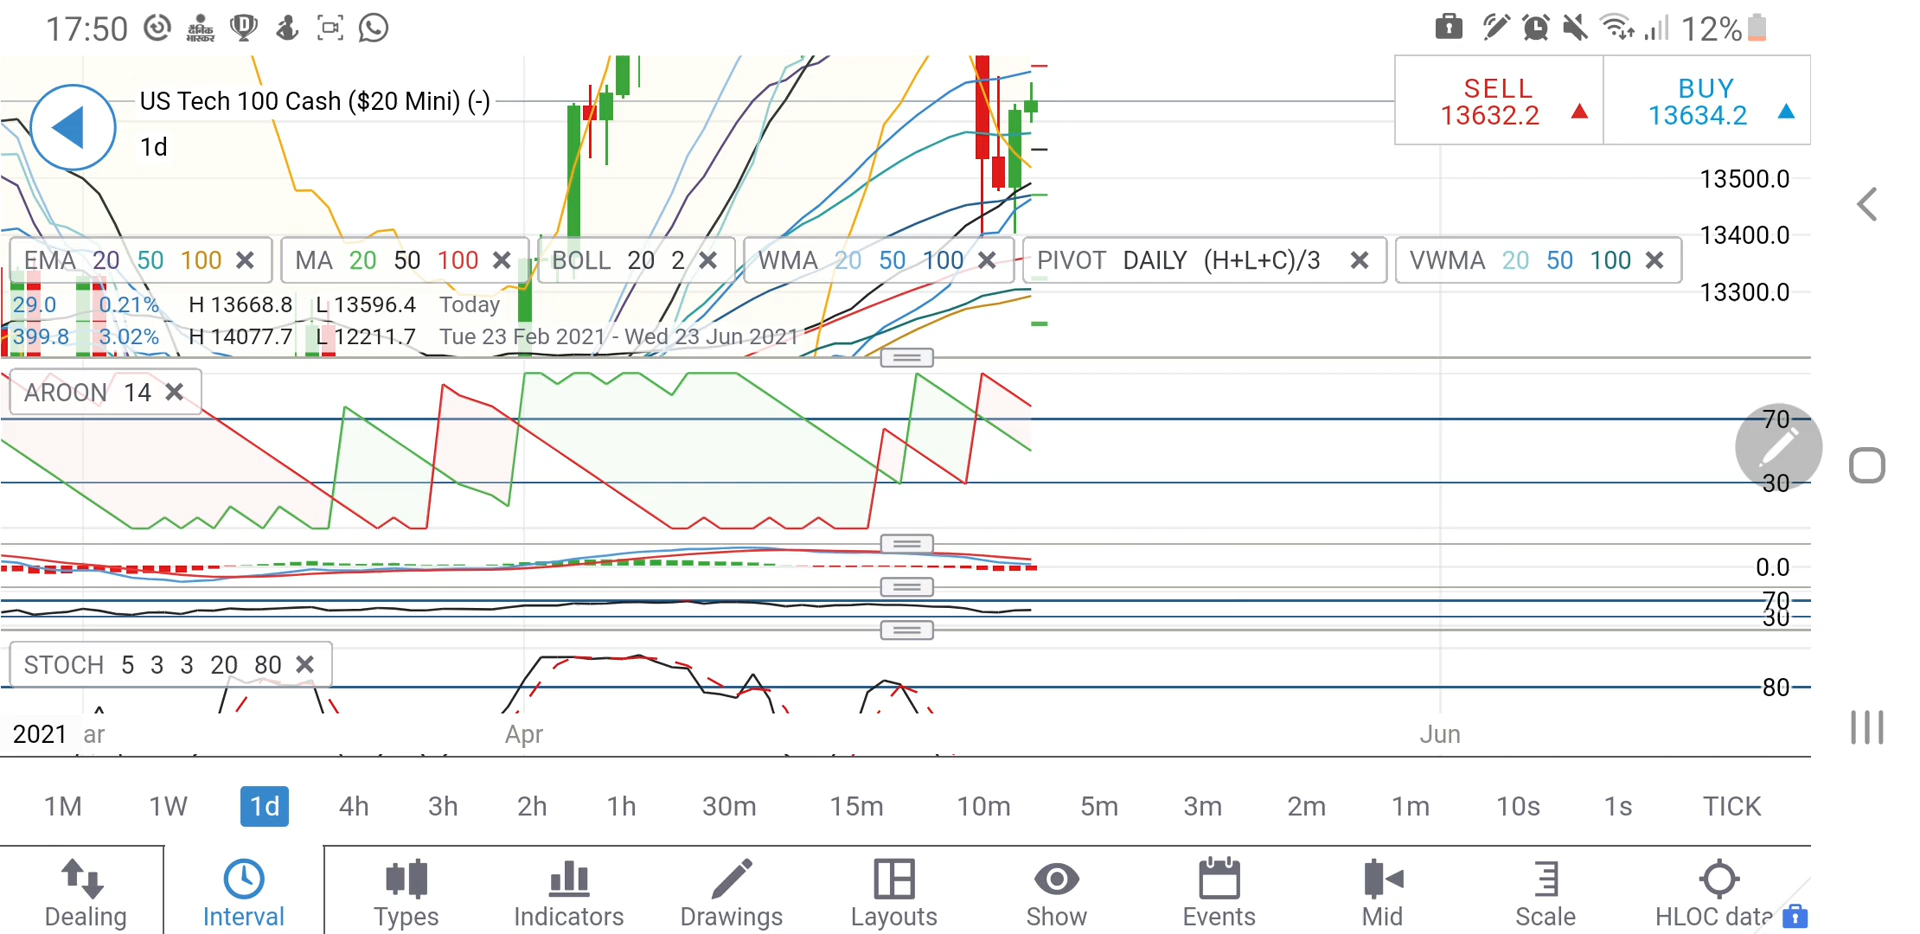 17:50
दैनिक भास्कर
12%
US Tech 100 Cash ($20 Mini) (-)
1d
SELL
13632.2
BUY
13634.2
13500.0
13400.0
13300.0
EMA 20 50 100
MA 20 50 100
BOLL 20 2
WMA 20 50 100
PIVOT DAILY (H+L+C)/3
VWMA 20 50 100
29.0 0.21% H 13668.8 L 13596.4 Today
399.8 3.02% H 14077.7 L 12211.7 Tue 23 Feb 2021 - Wed 23 Jun 2021
AROON 14
70
30
0.0
70
30
STOCH 5 3 3 20 80
80
2021 ar Apr Jun
1M 1W 1d 4h 3h 2h 1h 30m 15m 10m 5m 3m 2m 1m 10s 1s TICK
Dealing Interval Types Indicators Drawings Layouts Show Events Mid Scale HLOC data